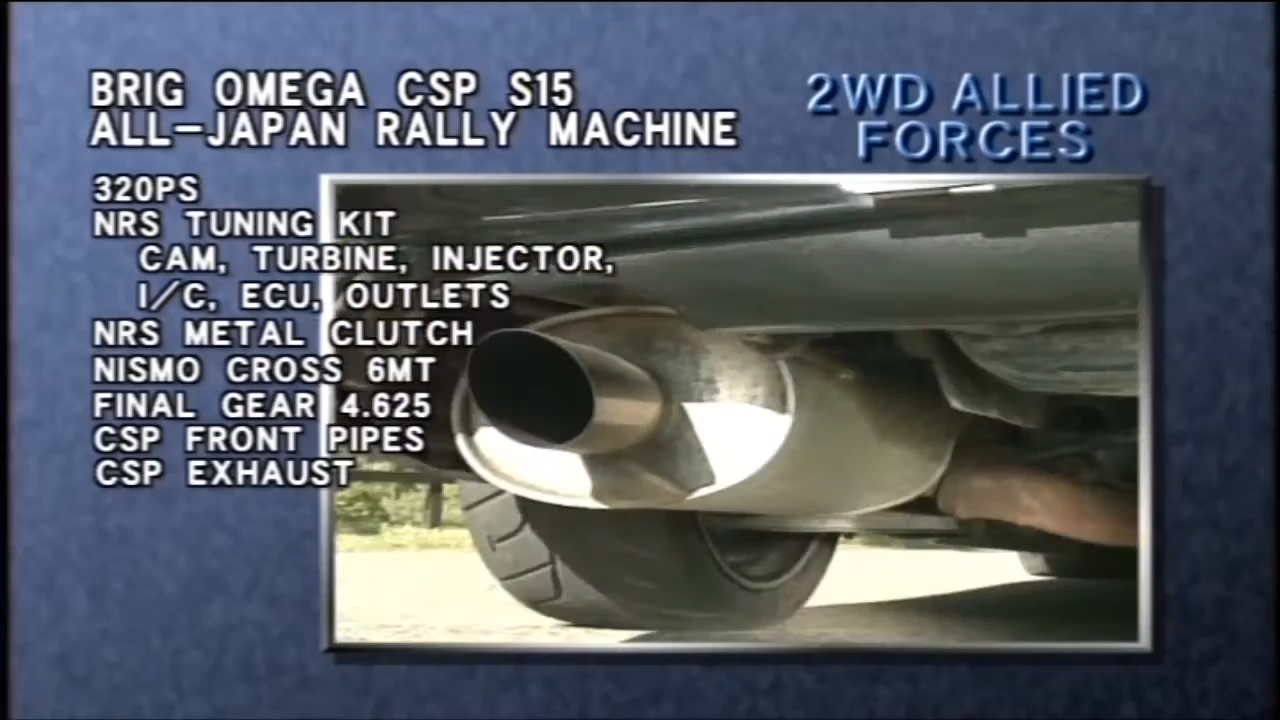 BRIG OMEGA CSP S15
ALL-JAPAN RALLY MACHINE
2WD ALLIED
FORCES
320PS
NRS TUNING KIT
CAM, TURBINE, INJECTOR,
I/C, ECU, OUTLETS
NRS METAL CLUTCH
NISMO CROSS 6MT
FINAL GEAR 4.625
CSP FRONT PIPES
CSP EXHAUST